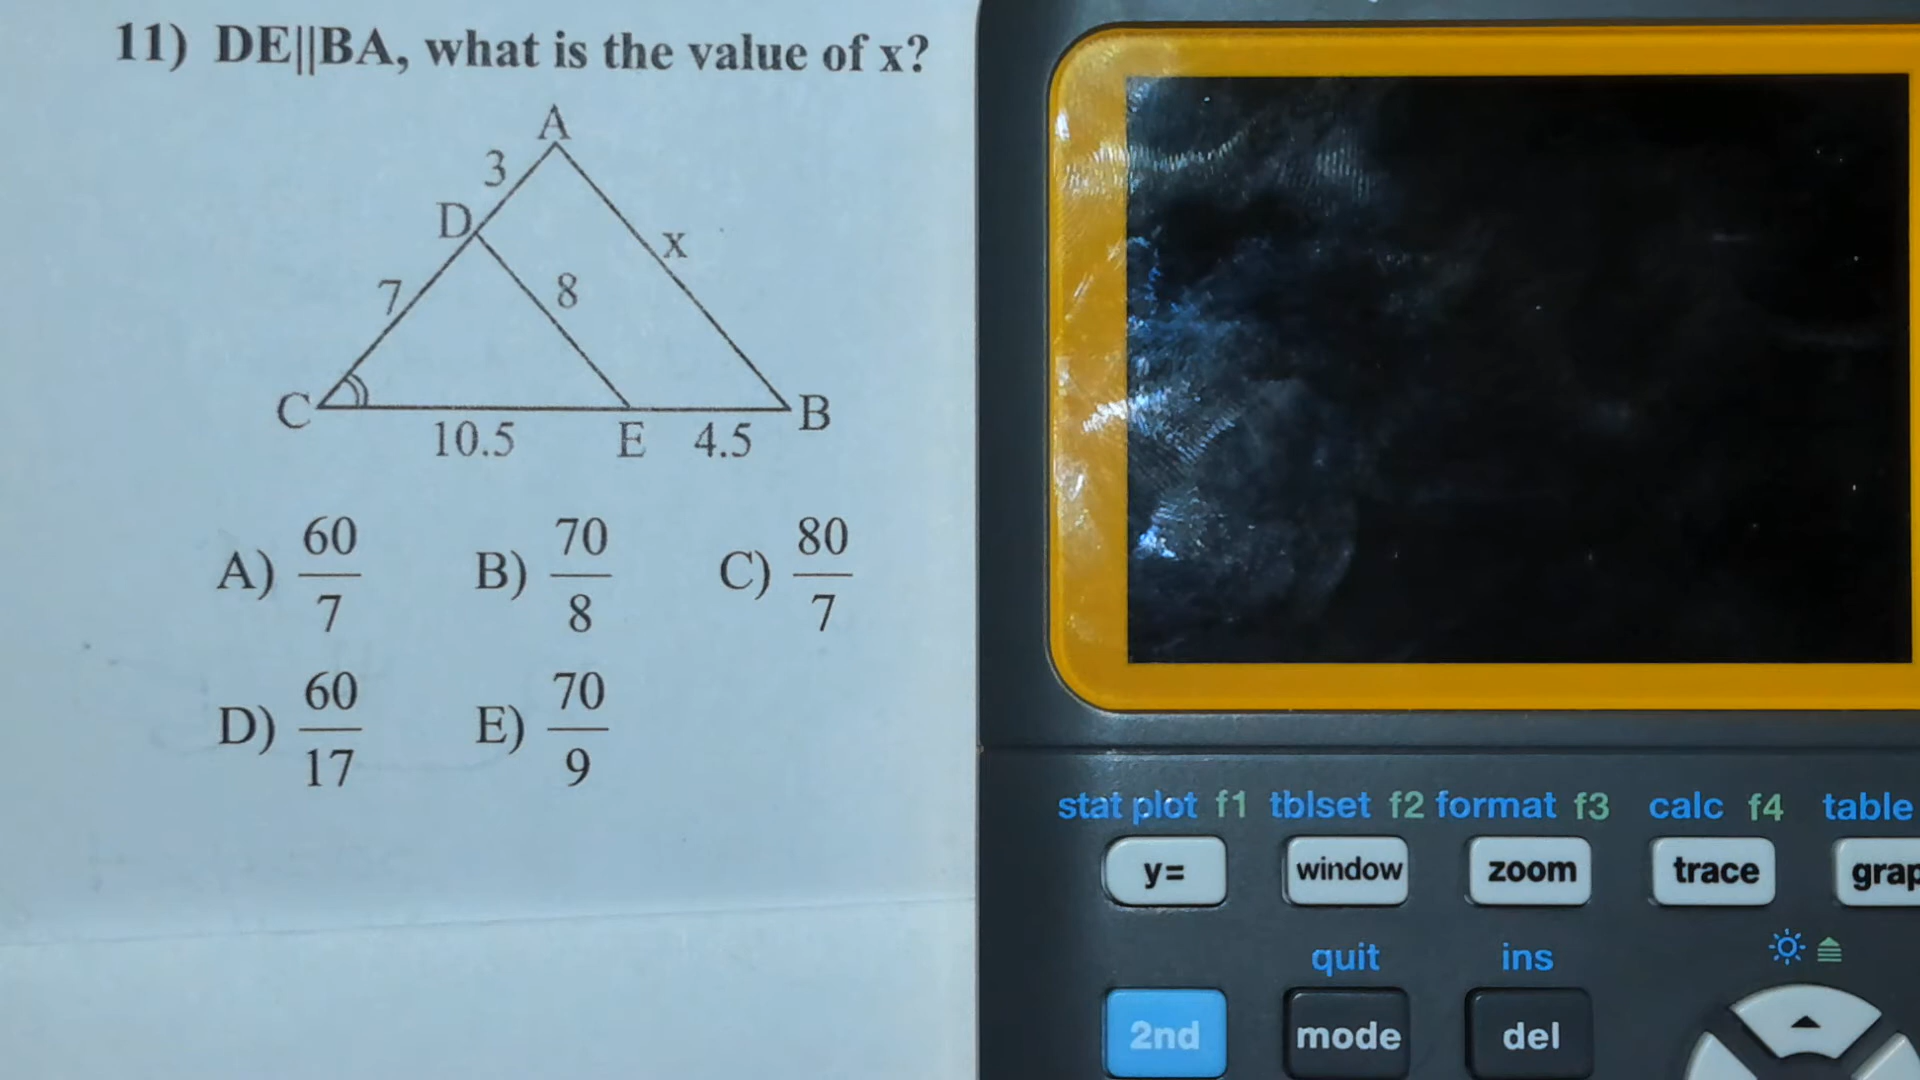 11) DE||BA, what is the value of x?
A
3
D
x
7
8
C
B
10.5 E 4.5
A) 60/7 B) 70/8 C) 80/7
D) 60/17 E) 70/9
stat plot f1 tblset f2 format f3 calc f4 table
y= window zoom trace
quit ins
2nd mode del